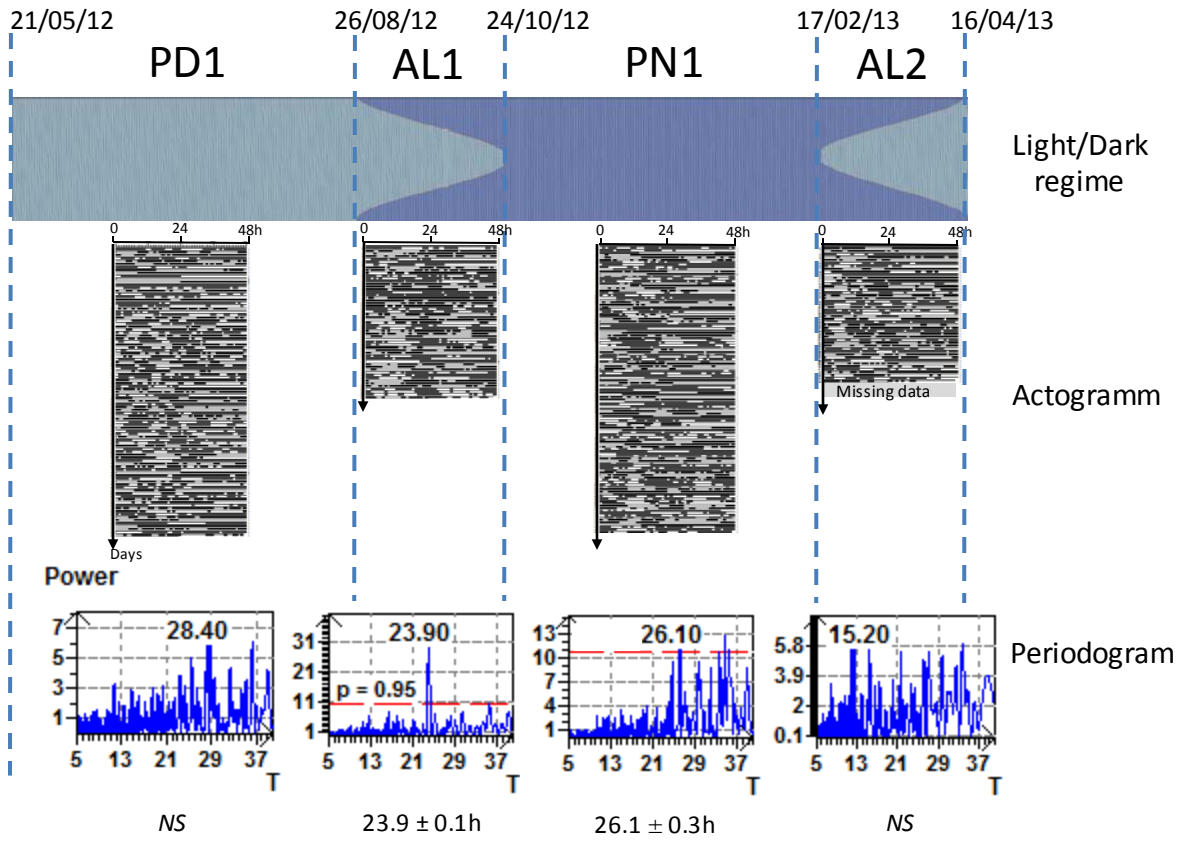 21/05/12 26/08/12 24/10/12 17/02/13 16/04/13
PD1 AL1 PN1 AL2
Light/Dark
regime
0 24 48h 0 24 48h 0 24 48h 0 24 48h
Missing data
Actogramm
Days
Power
7 5 3 1
28.40
5 13 21 29 37
T
31 21 11 1
23.90
p = 0.95
5 13 21 29 37
T
13 10 7 4 1
26.10
5 13 21 29 37
T
5.8 3.9 2 0.1
15.20
5 13 21 29 37
T
Periodogram
NS 23.9 ± 0.1h 26.1 ± 0.3h NS